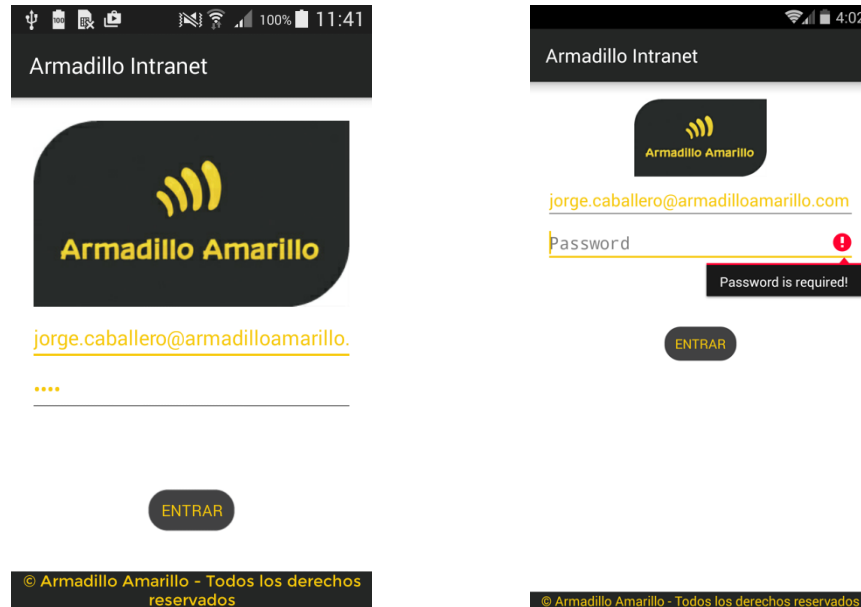 100% 11:41
Armadillo Intranet
Armadillo Amarillo
jorge.caballero@armadilloamarillo.
••••
ENTRAR
© Armadillo Amarillo - Todos los derechos
reservados
4:02
Armadillo Intranet
Armadillo Amarillo
jorge.caballero@armadilloamarillo.com
Password
Password is required!
ENTRAR
© Armadillo Amarillo - Todos los derechos reservados